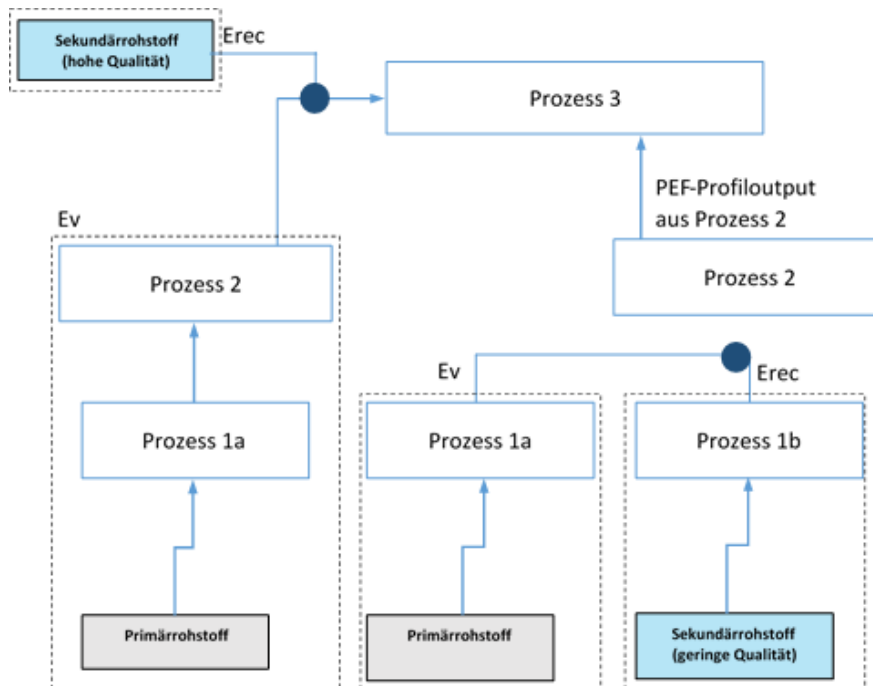 Sekundärrohstoff
(hohe Qualität)
Erec
Prozess 3
PEF-Profiloutput
aus Prozess 2
Ev
Prozess 2
Prozess 2
Ev
Erec
Prozess 1a
Prozess 1a
Prozess 1b
Primärrohstoff
Primärrohstoff
Sekundärrohstoff
(geringe Qualität)